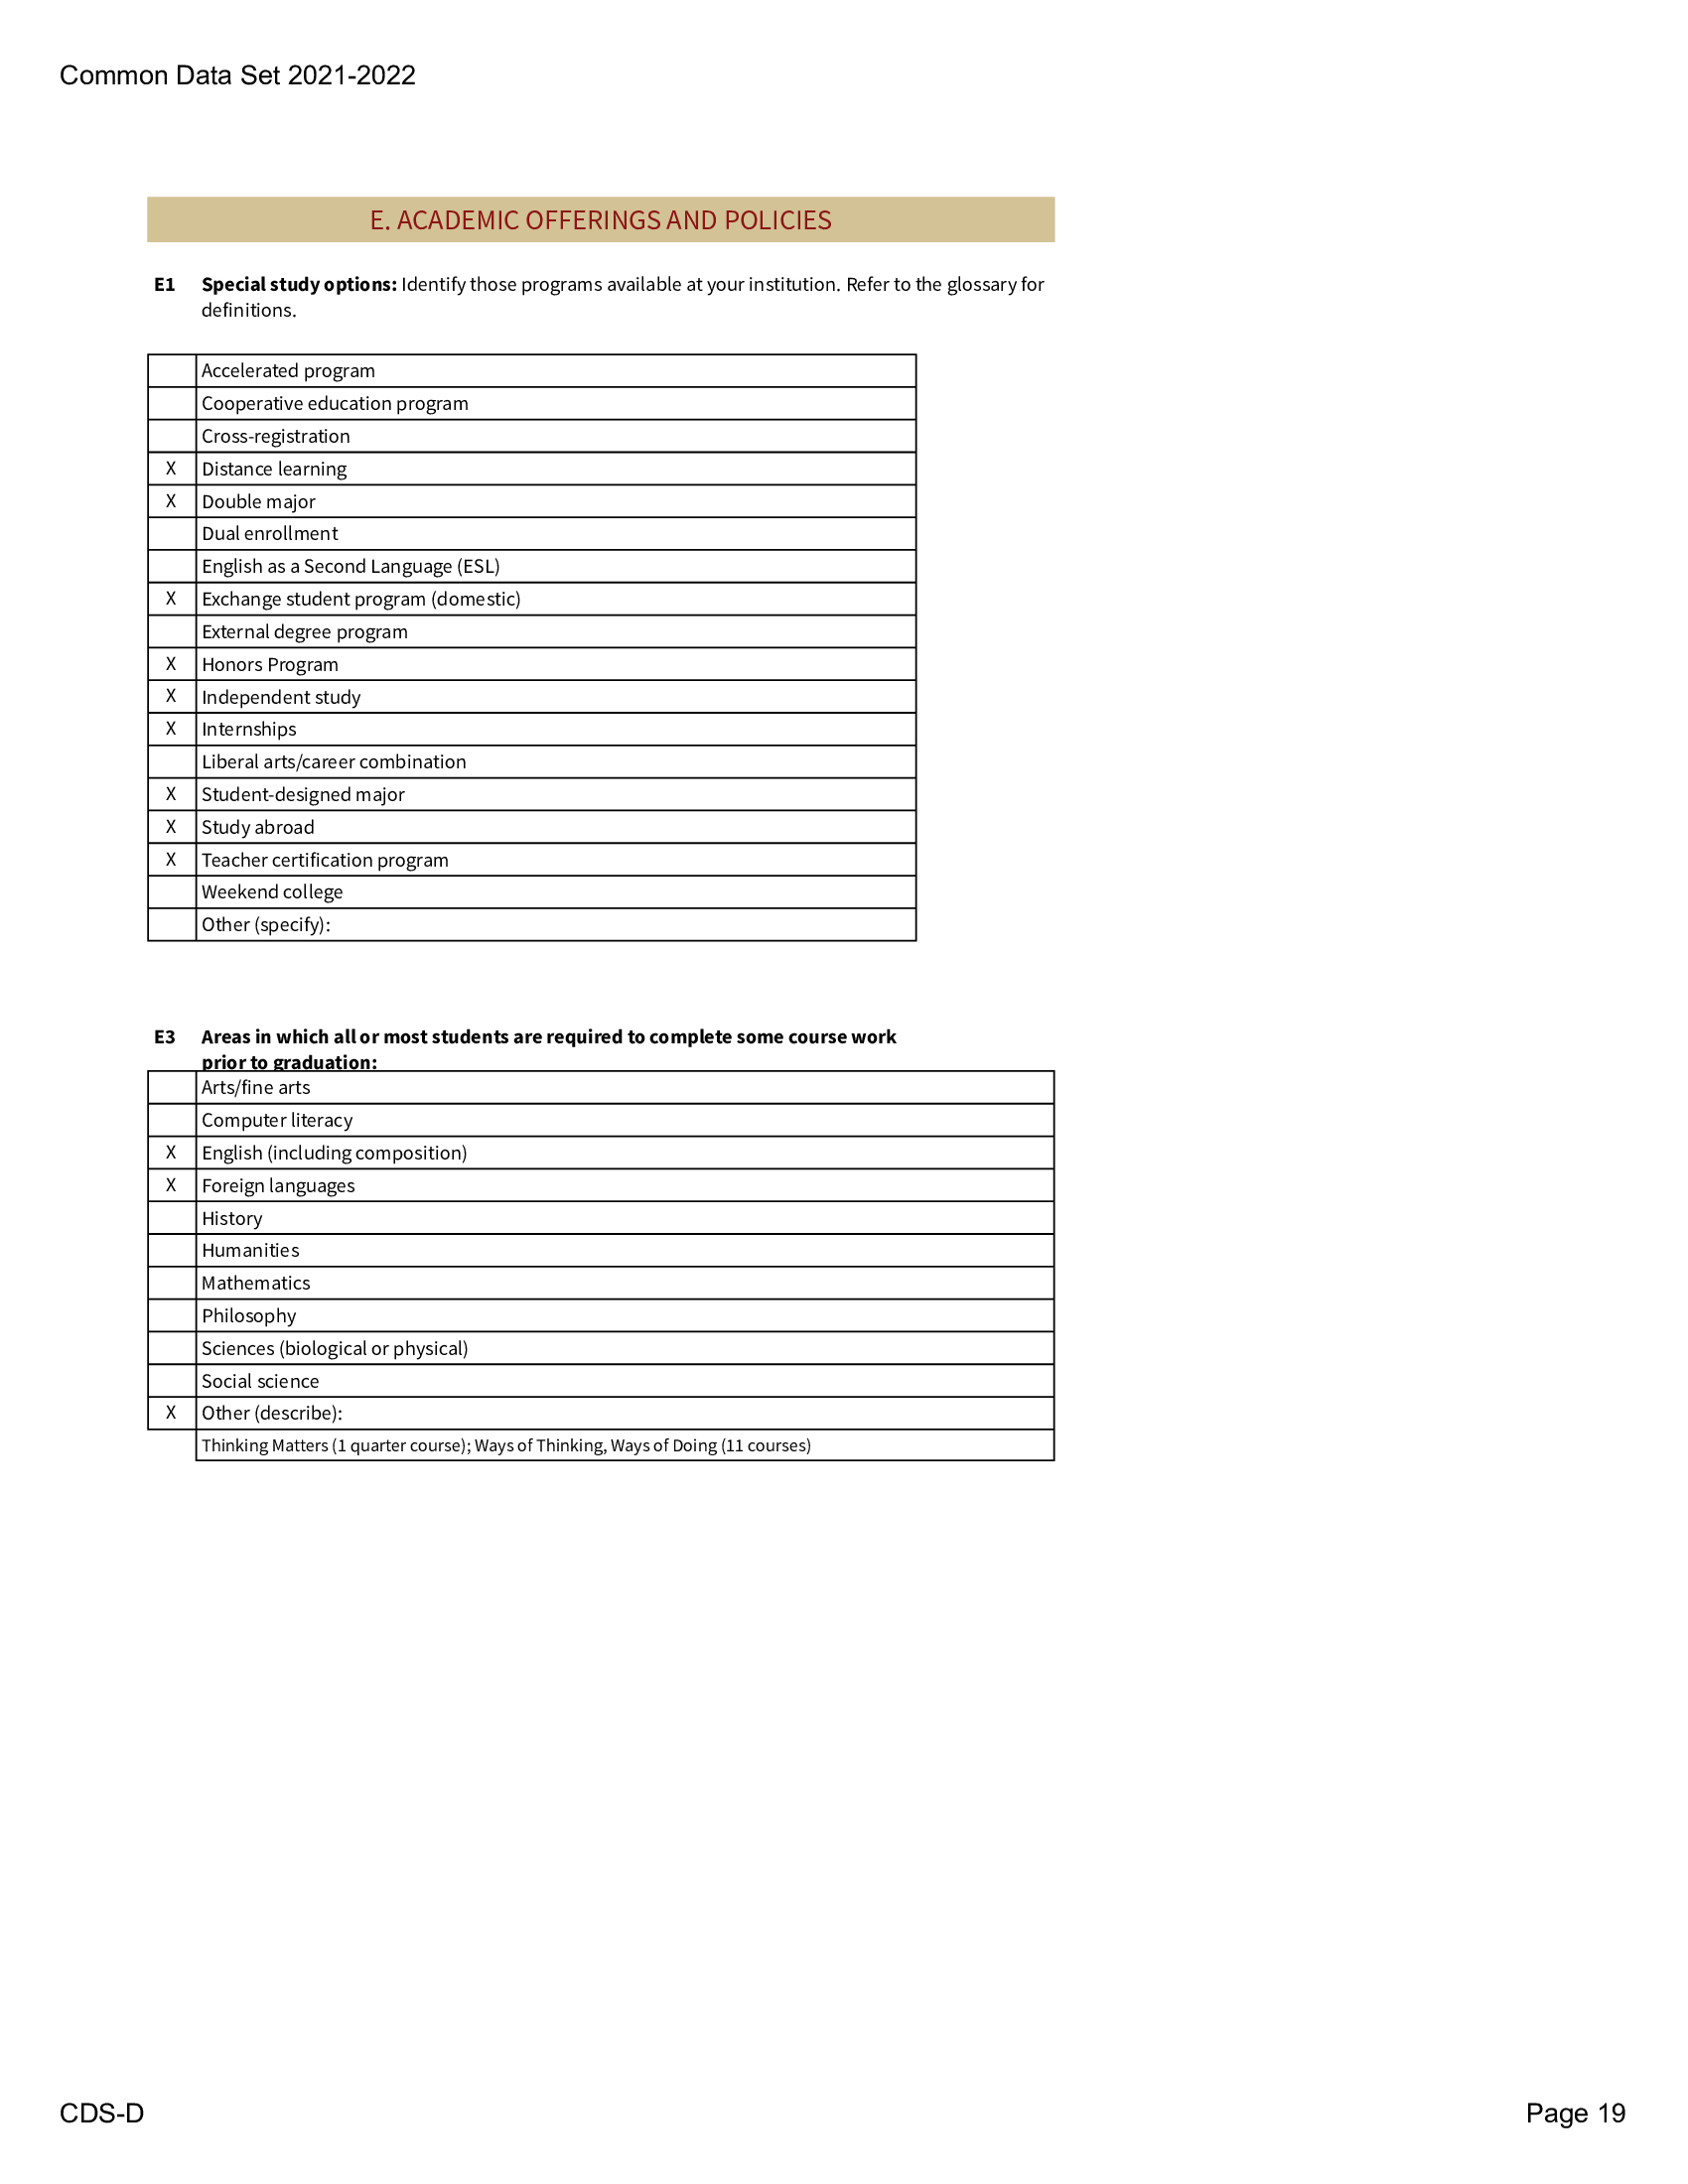 Common Data Set 2021-2022
E. ACADEMIC OFFERINGS AND POLICIES
E1 Special study options: Identify those programs available at your institution. Refer to the glossary for
definitions.
Accelerated program
Cooperative education program
Cross-registration
X Distance learning
X Double major
Dual enrollment
English as a Second Language (ESL)
X Exchange student program (domestic)
External degree program
X Honors Program
X Independent study
X Internships
Liberal arts/career combination
X Student-designed major
X Study abroad
X Teacher certification program
Weekend college
Other (specify):
E3 Areas in which all or most students are required to complete some course work
prior to graduation:
Arts/fine arts
Computer literacy
X English (including composition)
X Foreign languages
History
Humanities
Mathematics
Philosophy
Sciences (biological or physical)
Social science
X Other (describe):
Thinking Matters (1 quarter course); Ways of Thinking, Ways of Doing (11 courses)
CDS-D Page 19